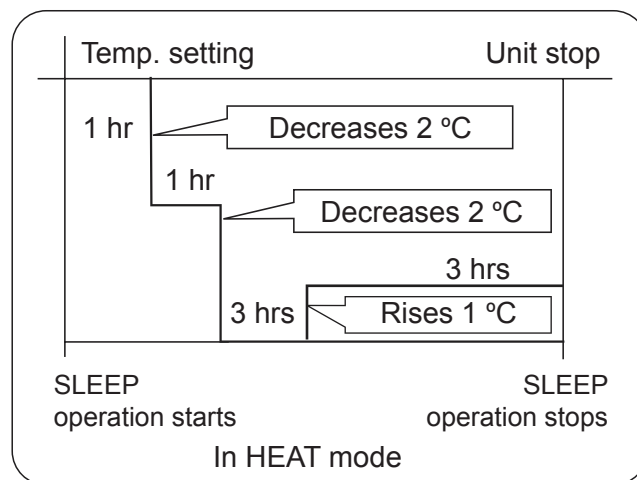 Temp. setting
Unit stop
1 hr
Decreases 2 ºC
1 hr
Decreases 2 ºC
3 hrs
3 hrs
Rises 1 ºC
SLEEP
operation starts
SLEEP
operation stops
In HEAT mode